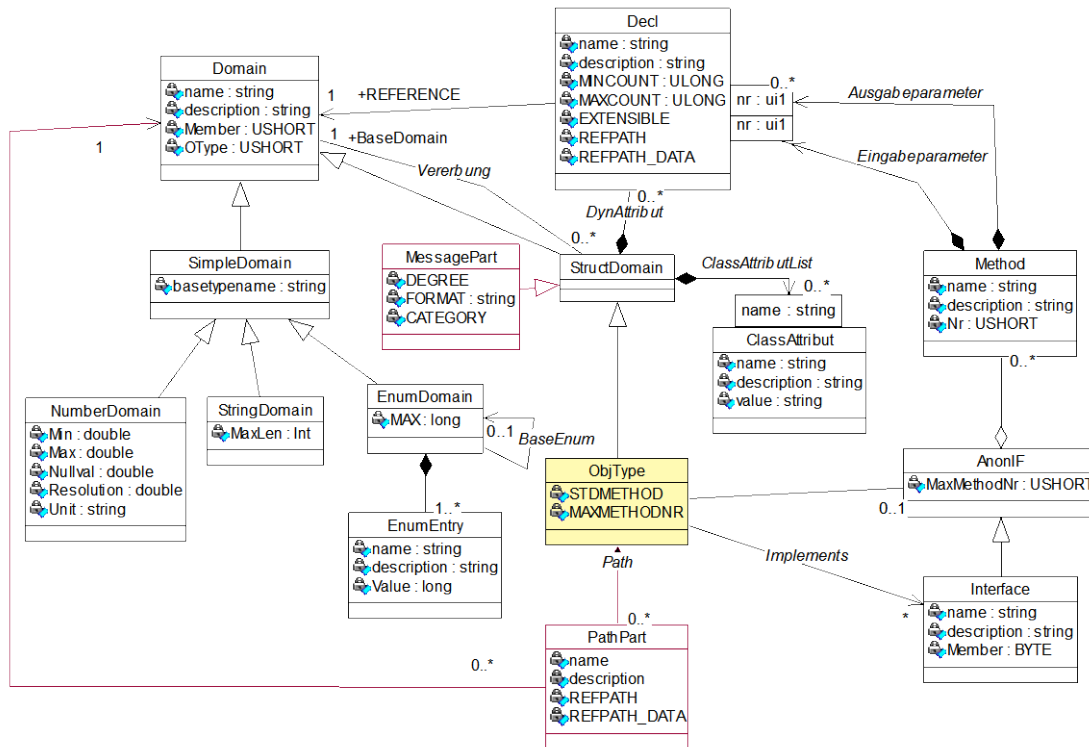 Decl
name : string
description : string
MINCOUNT : ULONG
MAXCOUNT : ULONG
EXTENSIBLE
REFPATH
REFPATH_DATA
Domain
name : string
description : string
Member : USHORT
OType : USHORT
1
+REFERENCE
1
+BaseDomain
Vererbung
0..*
1
0..*
nr : ui1
nr : ui1
Ausgabeparameter
Eingabeparameter
0..*
DynAttribut
SimpleDomain
basetypename : string
MessagePart
DEGREE
FORMAT : string
CATEGORY
StructDomain
ClassAttributList
0..*
name : string
ClassAttribut
name : string
description : string
value : string
Method
name : string
description : string
Nr : USHORT
0..*
NumberDomain
Min : double
Max : double
Nullval : double
Resolution : double
Unit : string
StringDomain
MaxLen : Int
EnumDomain
MAX : long
0..1
BaseEnum
1..*
EnumEntry
name : string
description : string
Value : long
ObjType
STDMETHOD
MAXMETHODNR
AnonIF
MaxMethodNr : USHORT
0..1
Implements
*
Path
0..*
Interface
name : string
description : string
Member : BYTE
0..*
PathPart
name
description
REFPATH
REFPATH_DATA